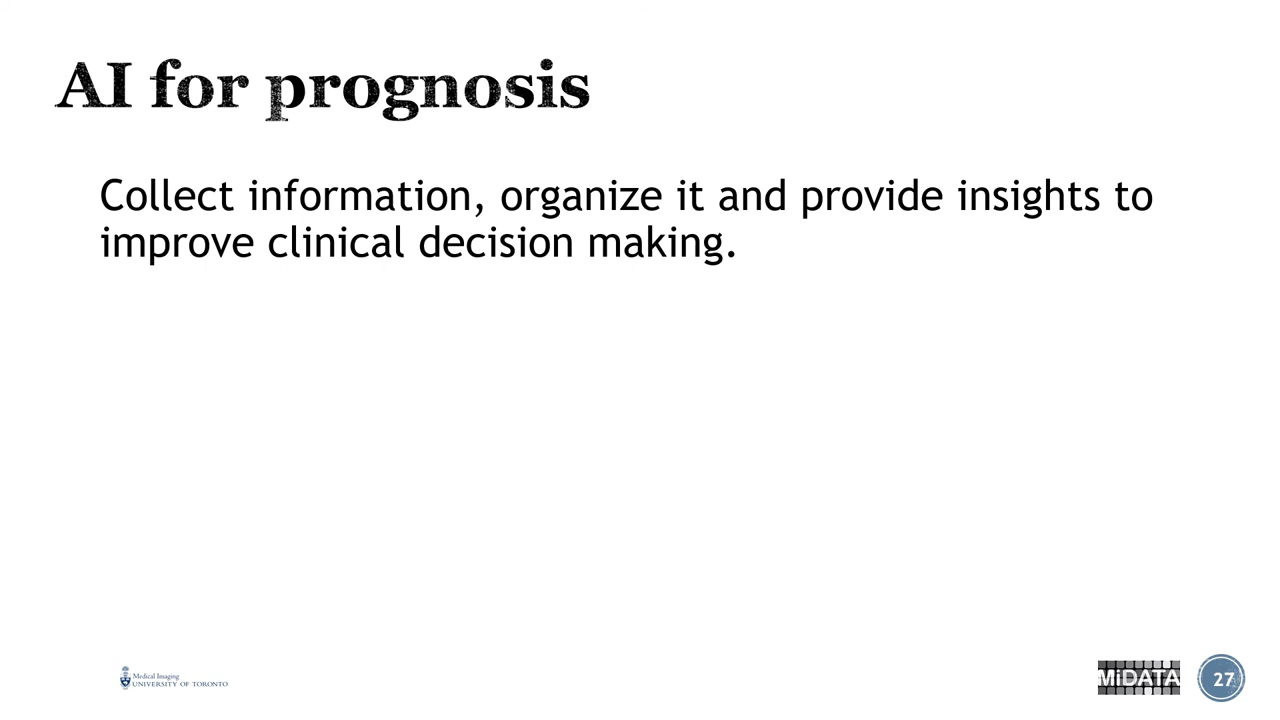 AI for prognosis
Collect information, organize it and provide insights to
improve clinical decision making.
Medical Imaging
UNIVERSITY OF TORONTO
MiDATA
27